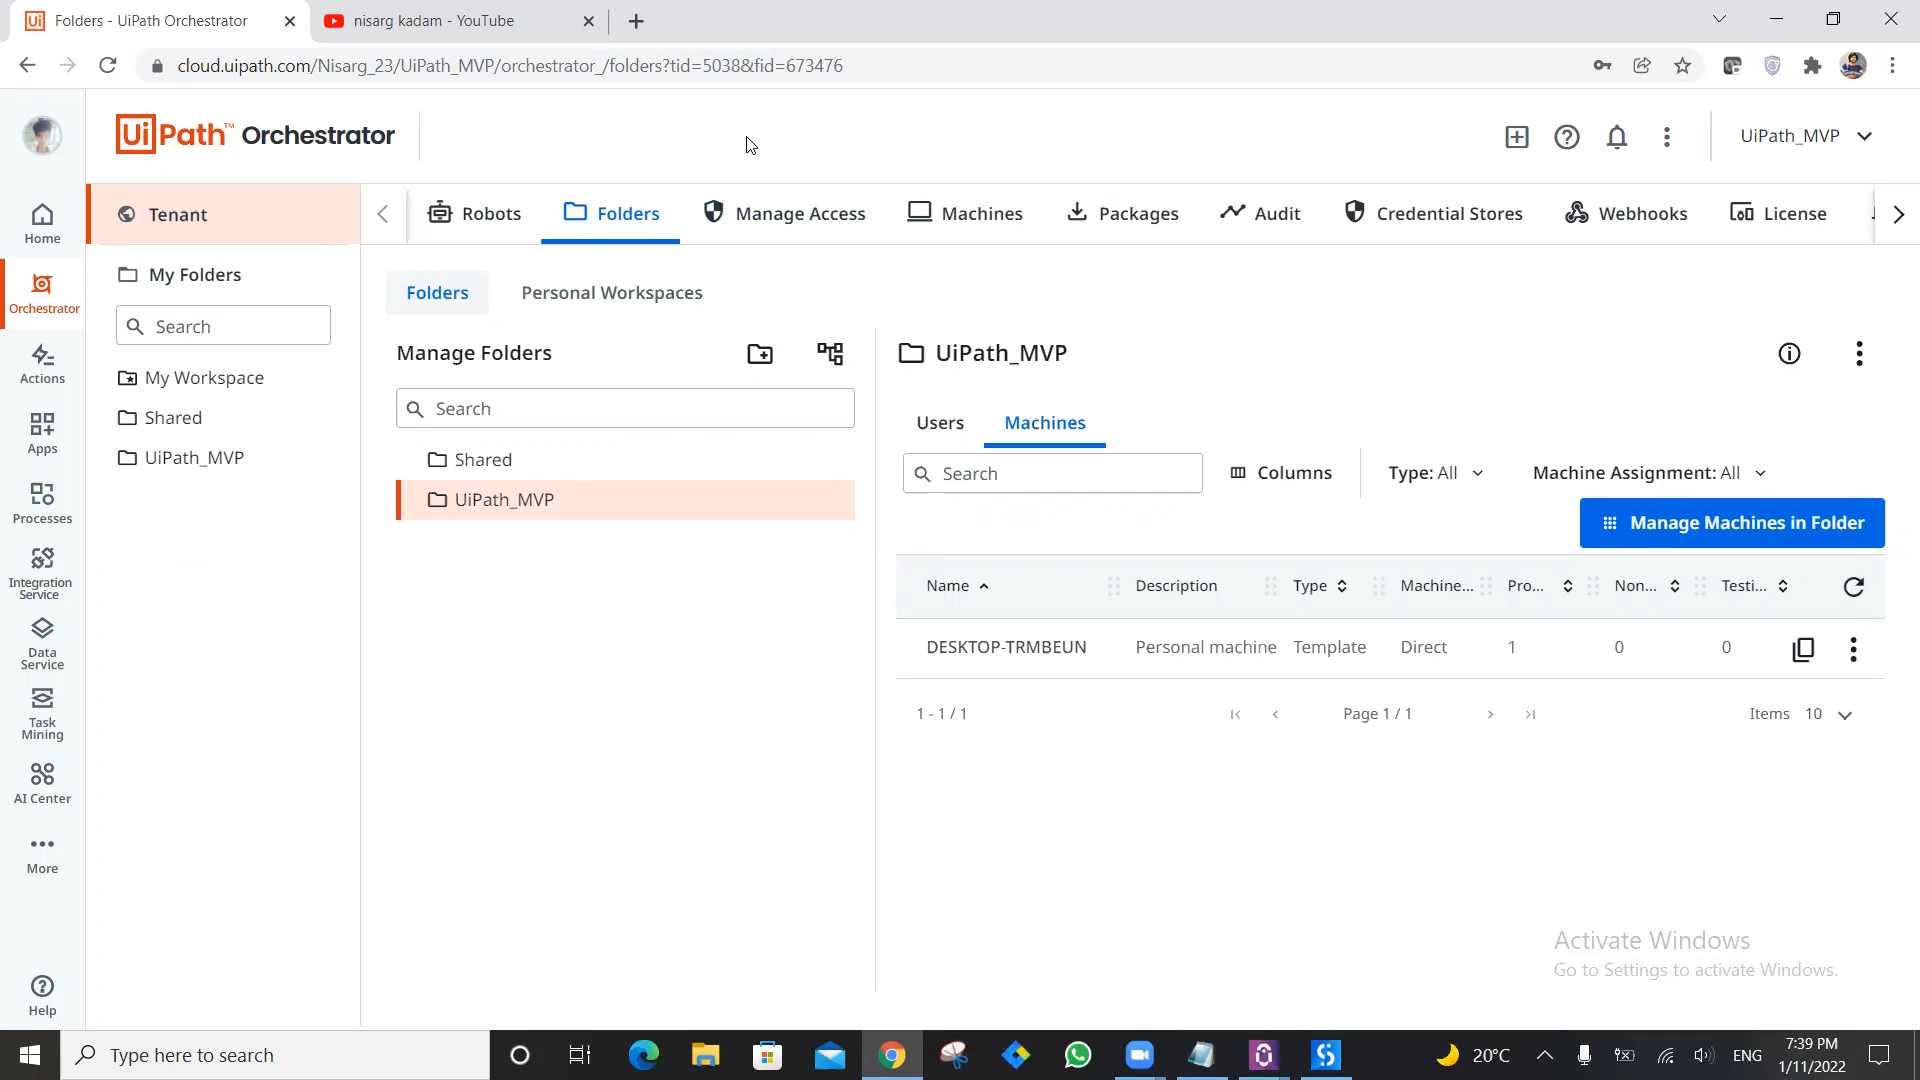 Folders - UiPath Orchestrator
nisarg kadam - YouTube
cloud.uipath.com/Nisarg_23/UiPath_MVP/orchestrator_/folders?tid=5038&fid=673476
UiPath™ Orchestrator
UiPath_MVP
Home
Orchestrator
Actions
Apps
Processes
Integration Service
Data Service
Task Mining
AI Center
More
Help
Tenant
My Folders
Search
My Workspace
Shared
UiPath_MVP
Robots
Folders
Manage Access
Machines
Packages
Audit
Credential Stores
Webhooks
License
Folders
Personal Workspaces
Manage Folders
Search
Shared
UiPath_MVP
UiPath_MVP
Users
Machines
Search
Columns
Type: All
Machine Assignment: All
Manage Machines in Folder
Name
Description
Type
Machine...
Pro...
Non...
Testi...
DESKTOP-TRMBEUN
Personal machine
Template
Direct
1
0
0
1 - 1 / 1
Page 1 / 1
Items 10
Activate Windows
Go to Settings to activate Windows.
Type here to search
20°C
ENG
7:39 PM
1/11/2022